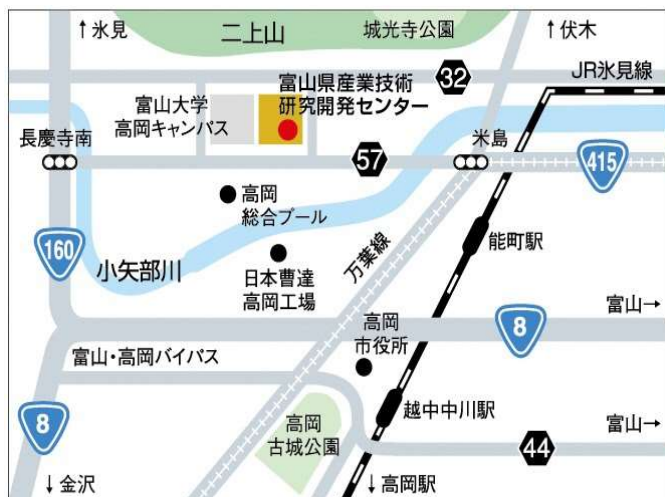 ↑氷見
二上山
城光寺公園
↑伏木
32
JR氷見線
富山大学
高岡キャンパス
富山県産業技術
研究開発センター
長慶寺南
57
米島
415
高岡
総合プール
160
小矢部川
日本曹達
高岡工場
万葉線
能町駅
富山→
8
高岡
市役所
富山・高岡バイパス
8
高岡
古城公園
越中中川駅
富山→
44
↓金沢
↓高岡駅